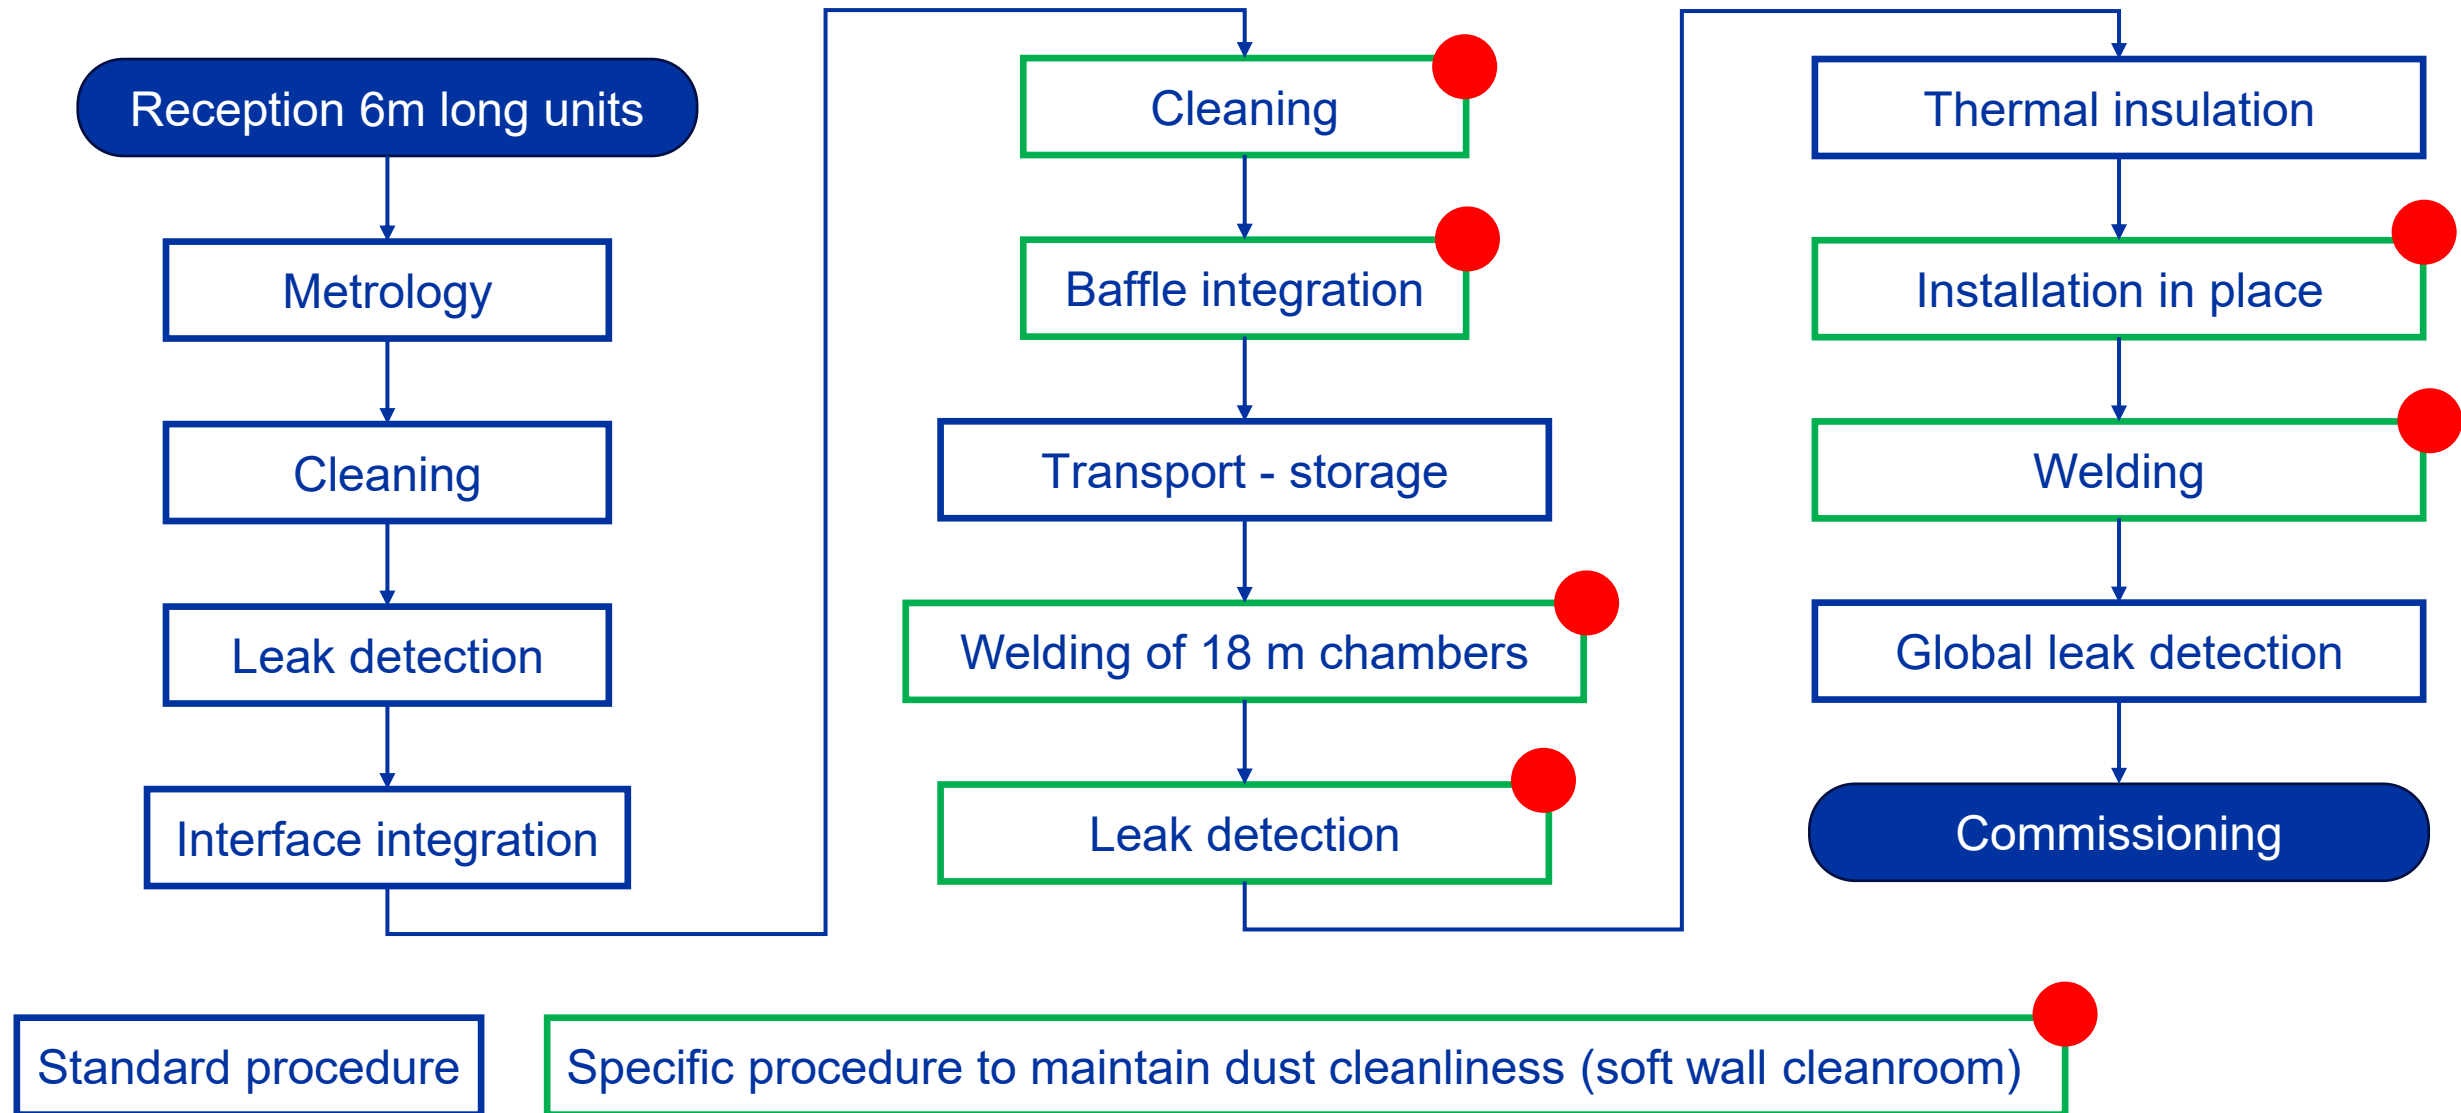 Reception 6m long units
Metrology
Cleaning
Leak detection
Interface integration
Cleaning
Baffle integration
Transport - storage
Welding of 18 m chambers
Leak detection
Thermal insulation
Installation in place
Welding
Global leak detection
Commissioning
Standard procedure
Specific procedure to maintain dust cleanliness (soft wall cleanroom)